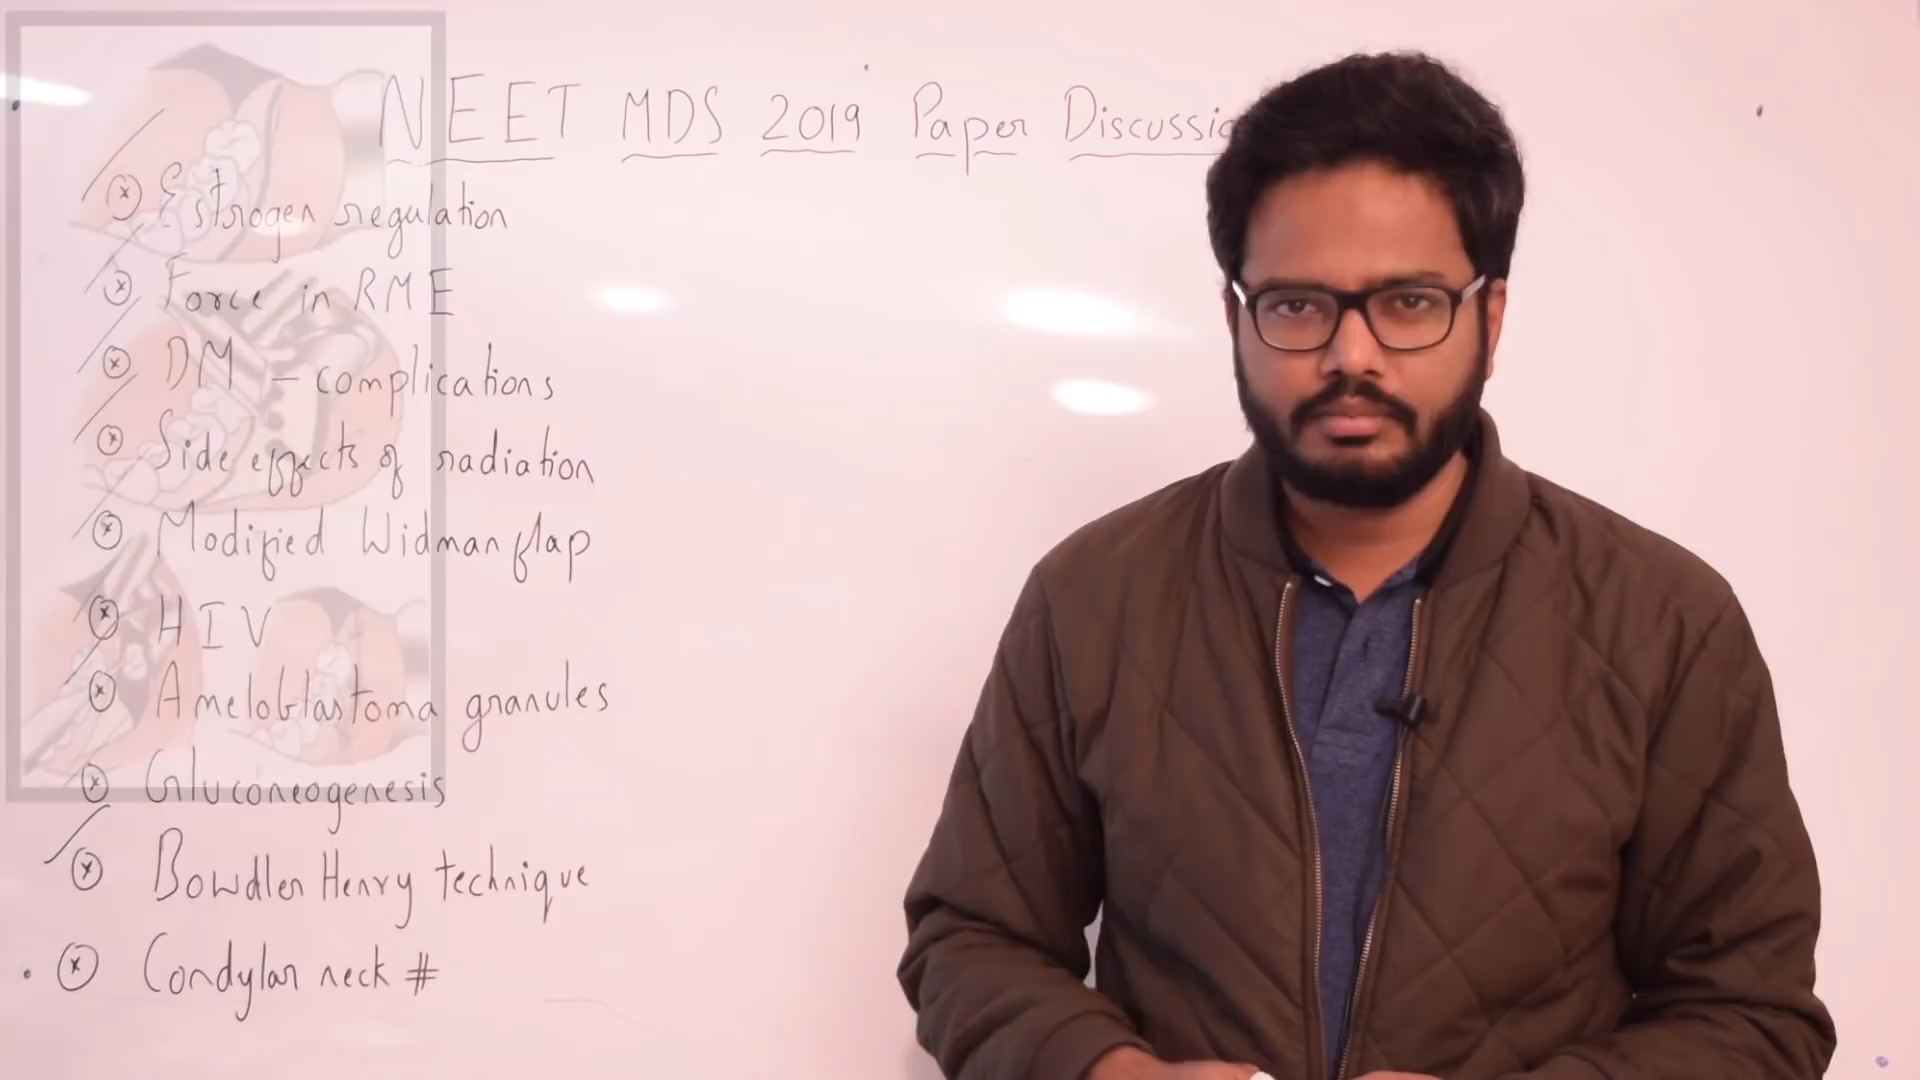 NEET MDS 2019 Paper Discussio
Estrogen regulation
Force in RME
DM - complications
Side effects of radiation
Modified Widman flap
HIV
Ameloblastoma granules
Gluconeogenesis
Bowdler Henry technique
Condylar neck #